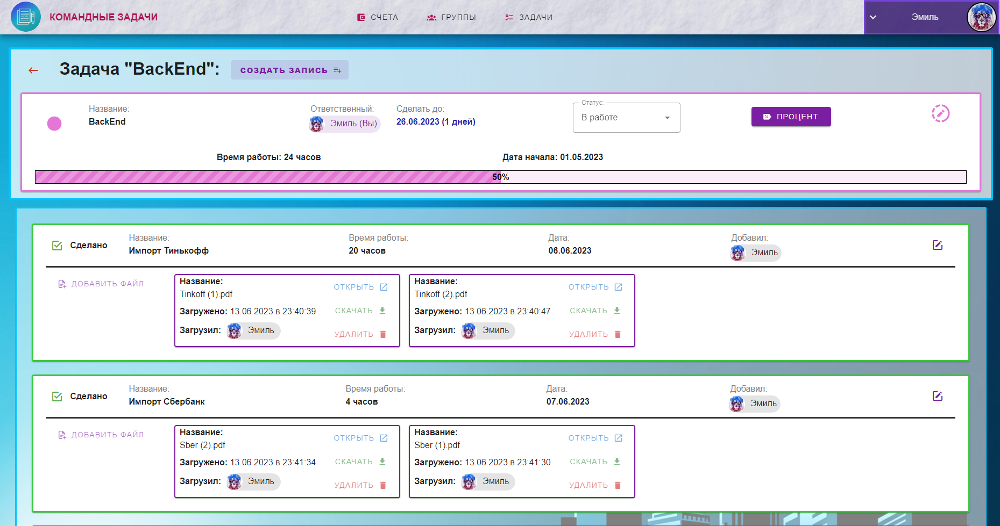 КОМАНДНЫЕ ЗАДАЧИ
СЧЕТА ГРУППЫ ЗАДАЧИ
Эмиль
Задача "BackEnd": СОЗДАТЬ ЗАПИСЬ
Название: Ответственный: Сделать до: Статус:
BackEnd Эмиль (Вы) 26.06.2023 (1 дней) В работе ПРОЦЕНТ
Время работы: 24 часов Дата начала: 01.05.2023
50%
Название: Время работы: Дата: Добавил:
Сделано Импорт Тинькофф 20 часов 06.06.2023 Эмиль
ДОБАВИТЬ ФАЙЛ
Название:
Tinkoff (1).pdf
Загружено: 13.06.2023 в 23:40:39
Загрузил: Эмиль
ОТКРЫТЬ
СКАЧАТЬ
УДАЛИТЬ
Название:
Tinkoff (2).pdf
Загружено: 13.06.2023 в 23:40:47
Загрузил: Эмиль
ОТКРЫТЬ
СКАЧАТЬ
УДАЛИТЬ
Название: Время работы: Дата: Добавил:
Сделано Импорт Сбербанк 4 часов 07.06.2023 Эмиль
ДОБАВИТЬ ФАЙЛ
Название:
Sber (2).pdf
Загружено: 13.06.2023 в 23:41:34
Загрузил: Эмиль
ОТКРЫТЬ
СКАЧАТЬ
УДАЛИТЬ
Название:
Sber (1).pdf
Загружено: 13.06.2023 в 23:41:30
Загрузил: Эмиль
ОТКРЫТЬ
СКАЧАТЬ
УДАЛИТЬ